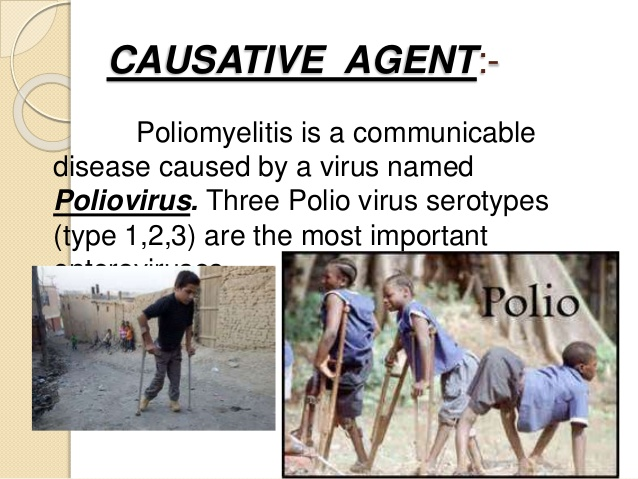 CAUSATIVE AGENT:-
Poliomyelitis is a communicable
disease caused by a virus named
Poliovirus. Three Polio virus serotypes
(type 1,2,3) are the most important
Polio